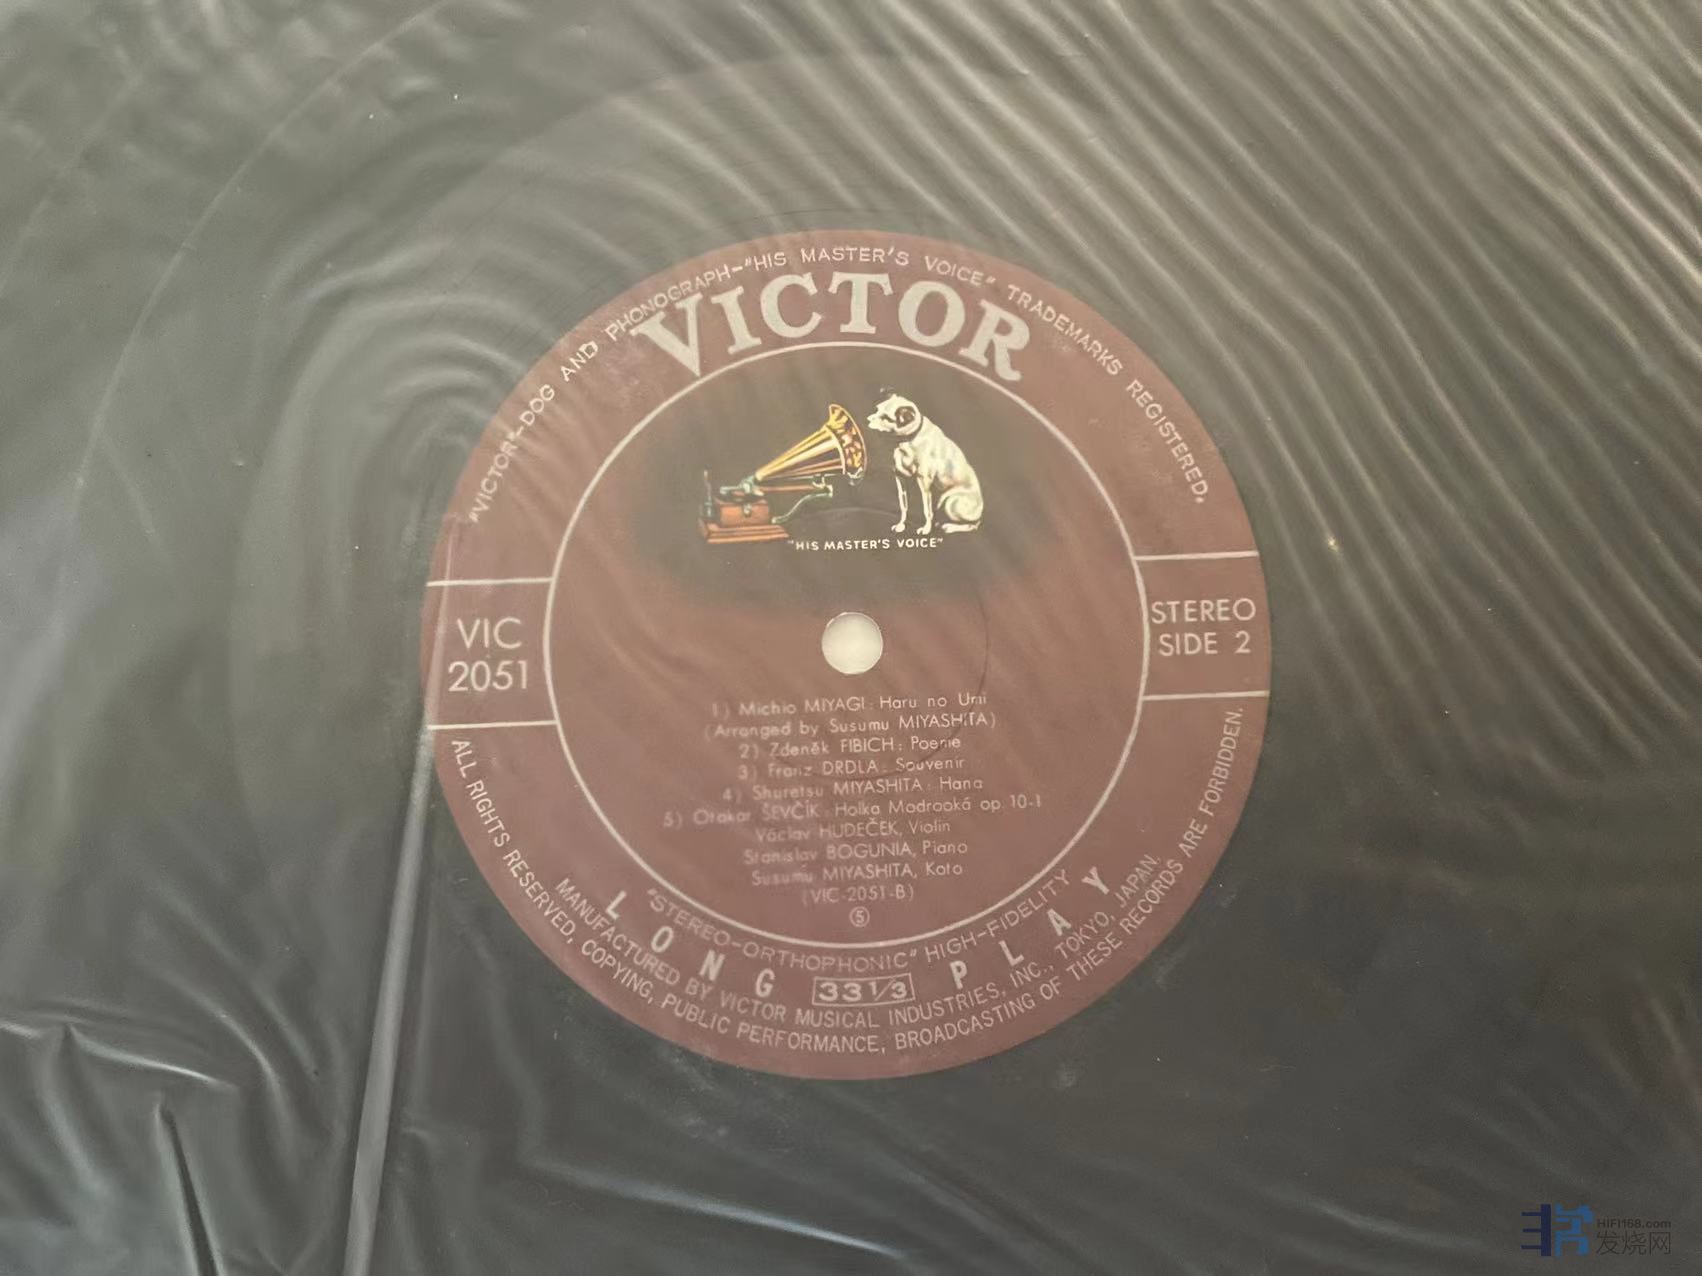 "VICTOR"–DOG AND PHONOGRAPH–"HIS MASTER'S VOICE" TRADEMARKS REGISTERED.
VICTOR
"HIS MASTER'S VOICE"
VIC
2051
STEREO
SIDE 2
1) Michio MIYAGI: Haru no Umi
(Arranged by Susumu MIYASHITA)
2) Zdeněk FIBICH: Poeme
3) Franz DRDLA: Souvenir
4) Shuretsu MIYASHITA: Hana
5) Otakar ŠEVČÍK: Holka Modrooká op. 10-1
Václav HUDEČEK, Violin
Stanislav BOGUNIA, Piano
Susumu MIYASHITA, Koto
(VIC-2051-B)
⑤
"STEREO–ORTHOPHONIC" HIGH–FIDELITY
LONG 33 1/3 PLAY
MANUFACTURED BY VICTOR MUSICAL INDUSTRIES, INC., TOKYO, JAPAN.
ALL RIGHTS RESERVED, COPYING, PUBLIC PERFORMANCE, BROADCASTING OF THESE RECORDS ARE FORBIDDEN.
HIFI168.com
发烧网